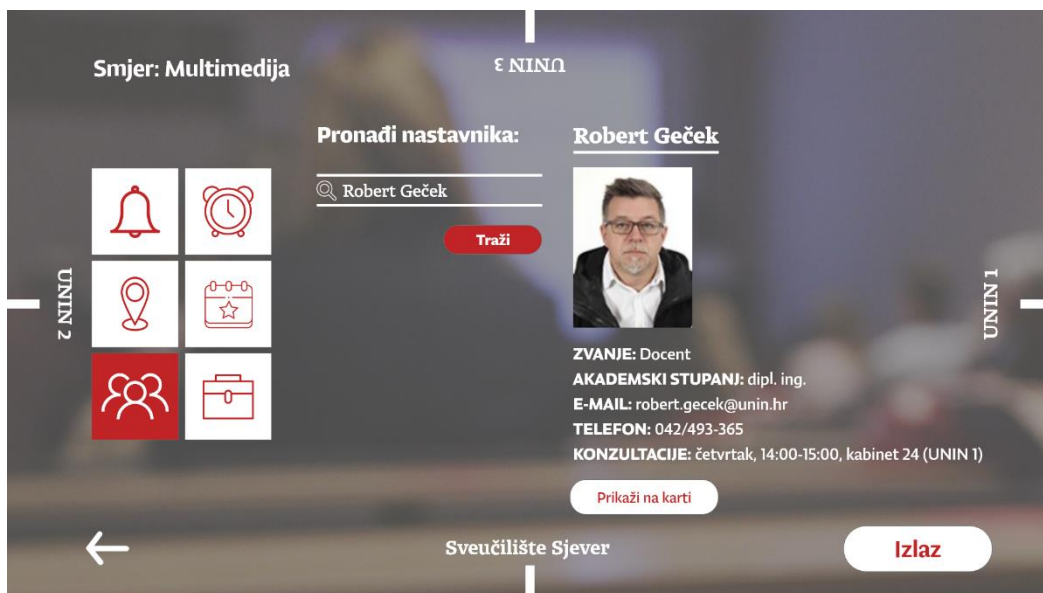 UNIN 3
Smjer: Multimedija
Pronađi nastavnika:
Robert Geček
Traži
Robert Geček
ZVANJE: Docent
AKADEMSKI STUPANJ: dipl. ing.
E-MAIL: robert.gecek@unin.hr
TELEFON: 042/493-365
KONZULTACIJE: četvrtak, 14:00-15:00, kabinet 24 (UNIN 1)
Prikaži na karti
UNIN 2
UNIN 1
Sveučilište Sjever
Izlaz